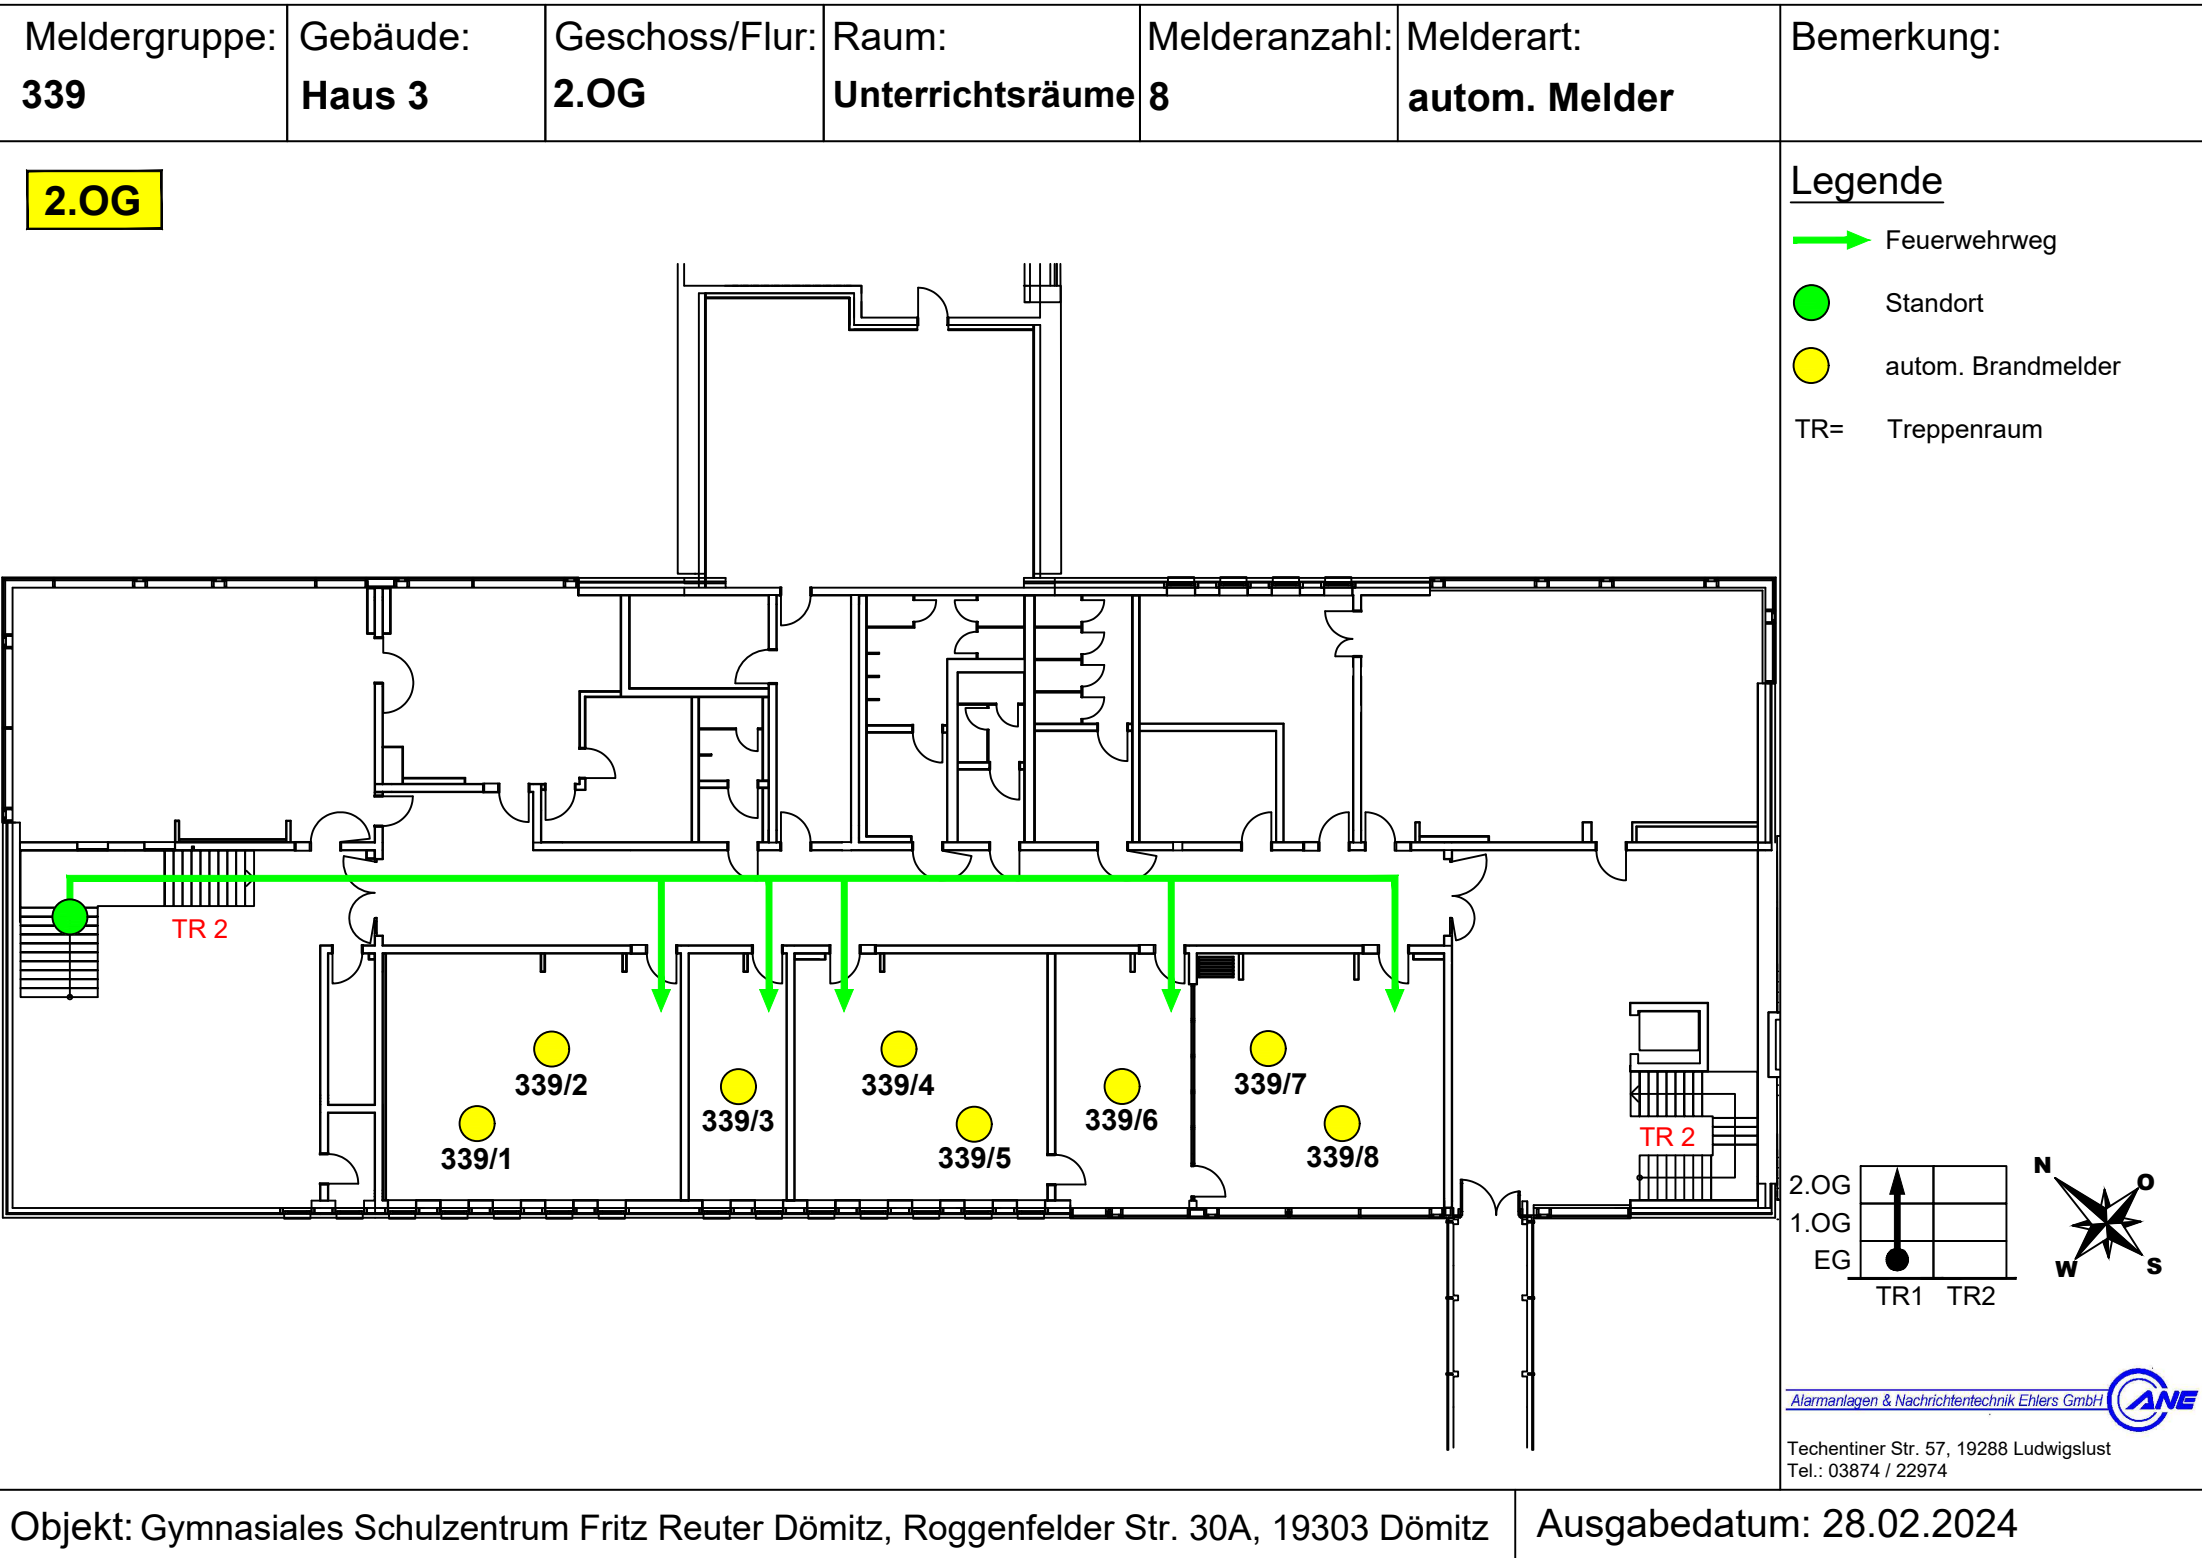 Meldergruppe: Gebäude: Geschoss/Flur: Raum: Melderanzahl: Melderart: Bemerkung:
339 Haus 3 2.OG Unterrichtsräume 8 autom. Melder
2.OG
Legende
Feuerwehrweg
Standort
autom. Brandmelder
TR= Treppenraum
TR 2
339/2
339/4
339/7
339/3
339/6
339/1
339/5
339/8
TR 2
2.OG
1.OG
EG
TR1 TR2
N
O
W
S
Alarmanlagen & Nachrichtentechnik Ehlers GmbH ANE
Techentiner Str. 57, 19288 Ludwigslust
Tel.: 03874 / 22974
Objekt: Gymnasiales Schulzentrum Fritz Reuter Dömitz, Roggenfelder Str. 30A, 19303 Dömitz Ausgabedatum: 28.02.2024